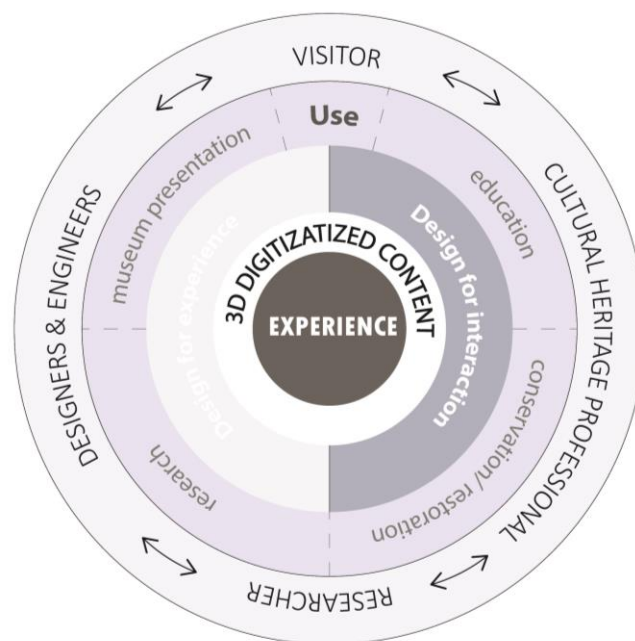 VISITOR
CULTURAL HERITAGE PROFESSIONAL
RESEARCHER
DESIGNERS & ENGINEERS
Use
education
conservation/ restoration
research
museum presentation
Design for experience
Design for interaction
3D DIGITIZATIZED CONTENT
EXPERIENCE